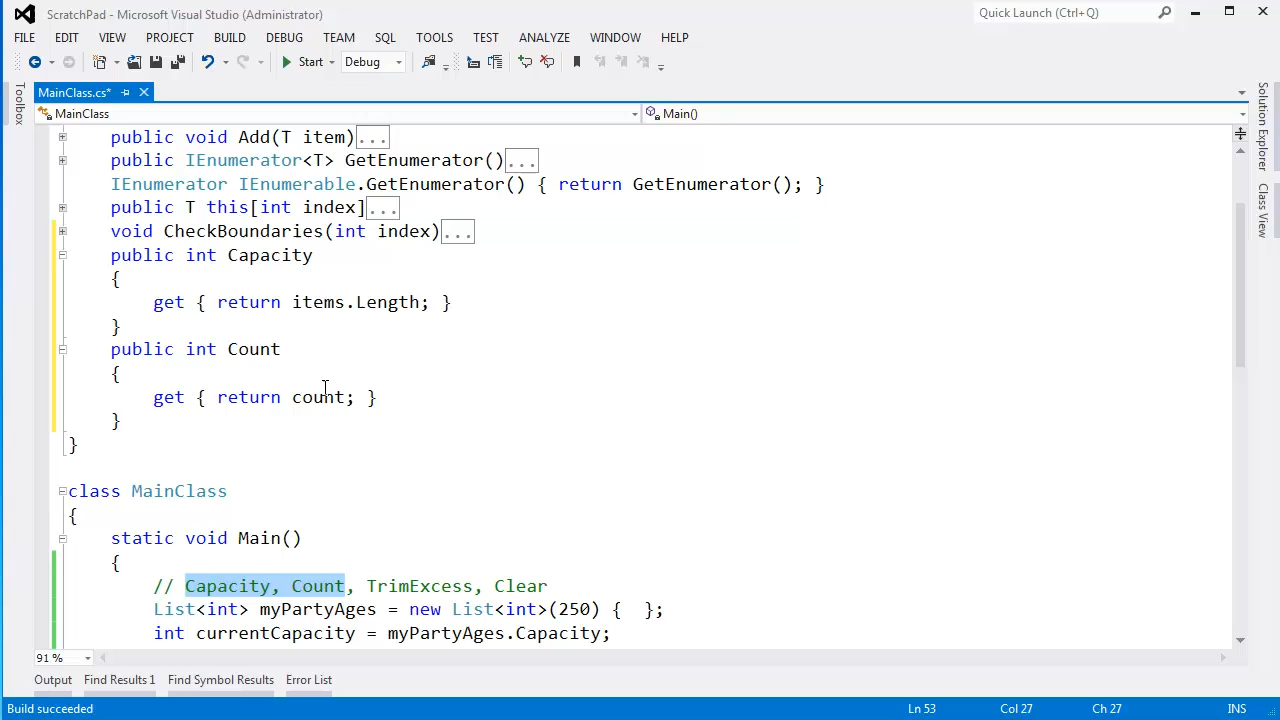 ScratchPad - Microsoft Visual Studio (Administrator)
Quick Launch (Ctrl+Q)
FILE EDIT VIEW PROJECT BUILD DEBUG TEAM SQL TOOLS TEST ANALYZE WINDOW HELP
Start Debug
MainClass.cs*
MainClass Main()
Toolbox
Solution Explorer
Class View
public void Add(T item)...
public IEnumerator<T> GetEnumerator()...
IEnumerator IEnumerable.GetEnumerator() { return GetEnumerator(); }
public T this[int index]...
void CheckBoundaries(int index)...
public int Capacity
{
get { return items.Length; }
}
public int Count
{
get { return count; }
}
}
class MainClass
{
static void Main()
{
// Capacity, Count, TrimExcess, Clear
List<int> myPartyAges = new List<int>(250) {  };
int currentCapacity = myPartyAges.Capacity;
91 %
Output Find Results 1 Find Symbol Results Error List
Build succeeded Ln 53 Col 27 Ch 27 INS